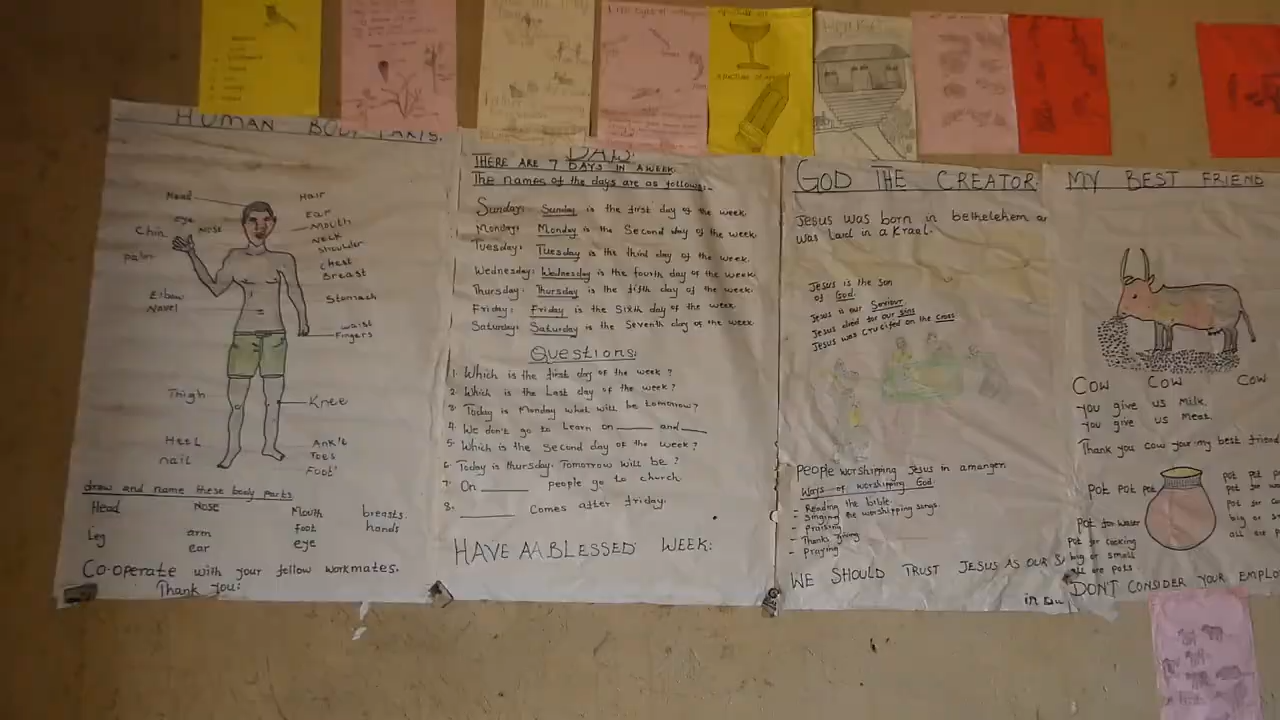 HUMAN BODY PARTS.
Head
Hair
eye
Nose
Ear
Mouth
Chin
Neck
Shoulder
Palm
Chest
Breast
Elbow
Navel
Stomach
waist
Fingers
Thigh
Knee
Heel
nail
Toes
Foot
draw and name these body parts
Head Nose Mouth breasts
Leg arm foot hands
ear eye
Co-operate with your fellow workmates.
Thank you:
THERE ARE 7 DAYS IN A WEEK
The names of the days are as follows:-
Sunday: Sunday is the first day of the week.
Monday: Monday is the Second day of the week.
Tuesday: Tuesday is the third day of the week.
Wednesday: Wednesday is the fourth day of the week.
Thursday: Thursday is the fifth day of the week.
Friday: Friday is the Sixth day of the week.
Saturday: Saturday is the Seventh day of the week
Questions:
1. Which is the first day of the week?
2. Which is the Last day of the week?
3. Today is Monday what will be tomorrow?
4. We don't go to Learn on ____ and ____
5. Which is the Second day of the week?
6. Today is thursday. Tomorrow will be?
7. On ____ people go to church
8. ____ Comes after friday.
HAVE AA BLESSED WEEK:
GOD THE CREATOR
Jesus was born in bethelehem
was laid in a Kraal.
Jesus is the Son
of God.
Jesus is our Saviour
Jesus died for our sins
Jesus was crucified on the cross
People worshipping Jesus in a manger.
Ways of worshipping God
- Reading the bible.
- Singing the worshipping songs.
- Praising
- Thanks giving
- Praying
WE SHOULD TRUST JESUS AS OUR
MY BEST FRIEND
Cow Cow Cow
You give us Milk
You give us Meat.
Thank you cow your my best friend
Pot Pot Pot
Pot for water
Pot for cooking
big or small
all are pots
DON'T CONSIDER YOUR